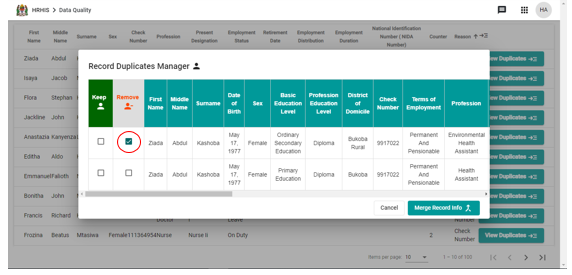 HRHIS > Data Quality
HA
First Name Middle Name Surname Sex Check Number Profession Present Designation Employment Status Retirement Date Employment Distribution Employment Duration National Identification Number ( NIDA Number) Counter Reason
Ziada Abdul View Duplicates
Isaya Jacob View Duplicates
Flora Stephan View Duplicates
Jackline John View Duplicates
Anastazia View Duplicates
Editha Aldo View Duplicates
Emmanuel View Duplicates
Bonitha John View Duplicates
Francis Richard Doctor Leave Number View Duplicates
Frozina Beatus Mtasiwa Female 111364954 Nurse Nurse II On Duty 2 Check Number View Duplicates
Items per page: 10 1 – 10 of 100
Record Duplicates Manager
Keep Remove First Name Middle Name Surname Date of Birth Sex Basic Education Level Profession Education Level District of Domicile Check Number Terms of Employment Profession
Ziada Abdul Kashoba May 17, 1977 Female Ordinary Secondary Education Diploma Bukoba Rural 9917022 Permanent And Pensionable Environmental Health Assistant
Ziada Abdul Kashoba May 17, 1977 Female Primary Education Diploma Bukoba 9917022 Permanent And Pensionable Health Assistant
Cancel Merge Record Info